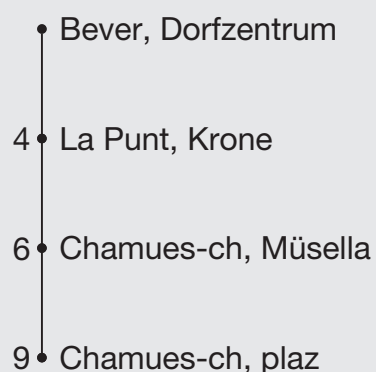 Bever, Dorfzentrum
4 La Punt, Krone
6 Chamues-ch, Müsella
9 Chamues-ch, plaz